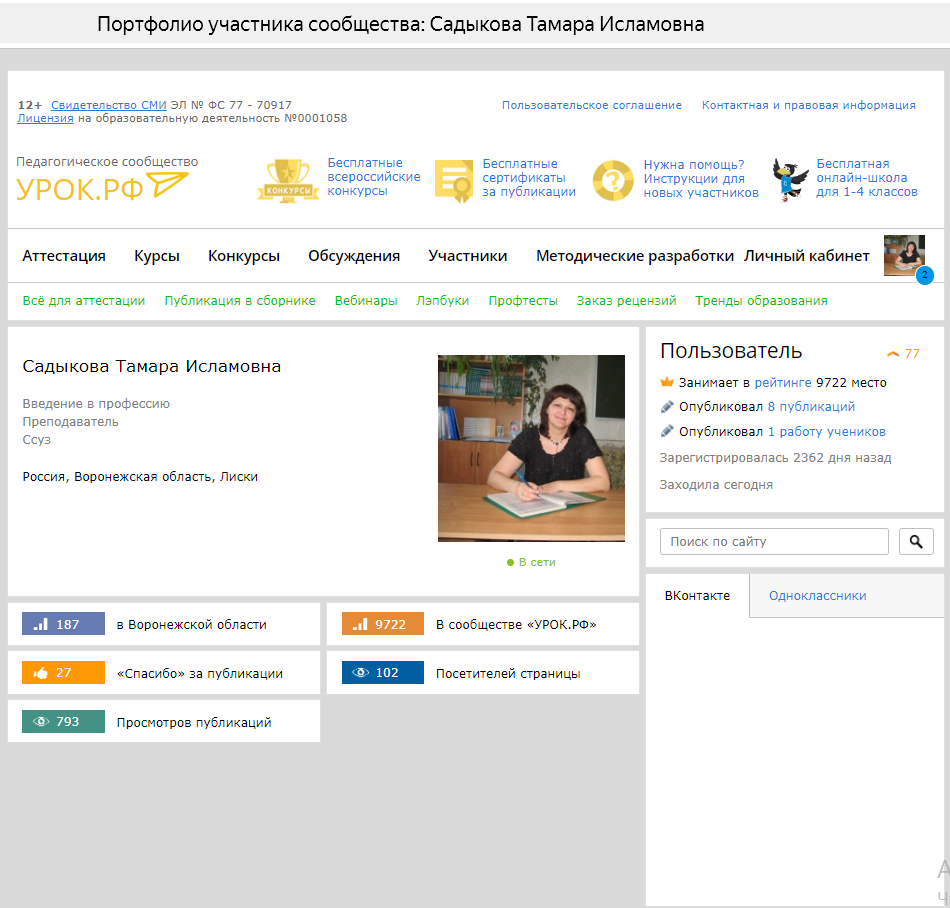 Портфолио участника сообщества: Садыкова Тамара Исламовна
12+ Свидетельство СМИ ЭЛ № ФС 77 - 70917
Лицензия на образовательную деятельность №0001058
Пользовательское соглашение
Контактная и правовая информация
Педагогическое сообщество
УРОК.РФ
КОНКУРСЫ
Бесплатные
всероссийские
конкурсы
Бесплатные
сертификаты
за публикации
?
Нужна помощь?
Инструкции для
новых участников
Бесплатная
онлайн-школа
для 1-4 классов
Аттестация
Курсы
Конкурсы
Обсуждения
Участники
Методические разработки
Личный кабинет
2
Всё для аттестации
Публикация в сборнике
Вебинары
Лэпбуки
Профтесты
Заказ рецензий
Тренды образования
Садыкова Тамара Исламовна
Введение в профессию
Преподаватель
Ссуз
Россия, Воронежская область, Лиски
В сети
Пользователь
77
Занимает в рейтинге 9722 место
Опубликовал 8 публикаций
Опубликовал 1 работу учеников
Зарегистрировалась 2362 дня назад
Заходила сегодня
Поиск по сайту
ВКонтакте
Одноклассники
187 в Воронежской области
9722 В сообществе «УРОК.РФ»
27 «Спасибо» за публикации
102 Посетителей страницы
793 Просмотров публикаций